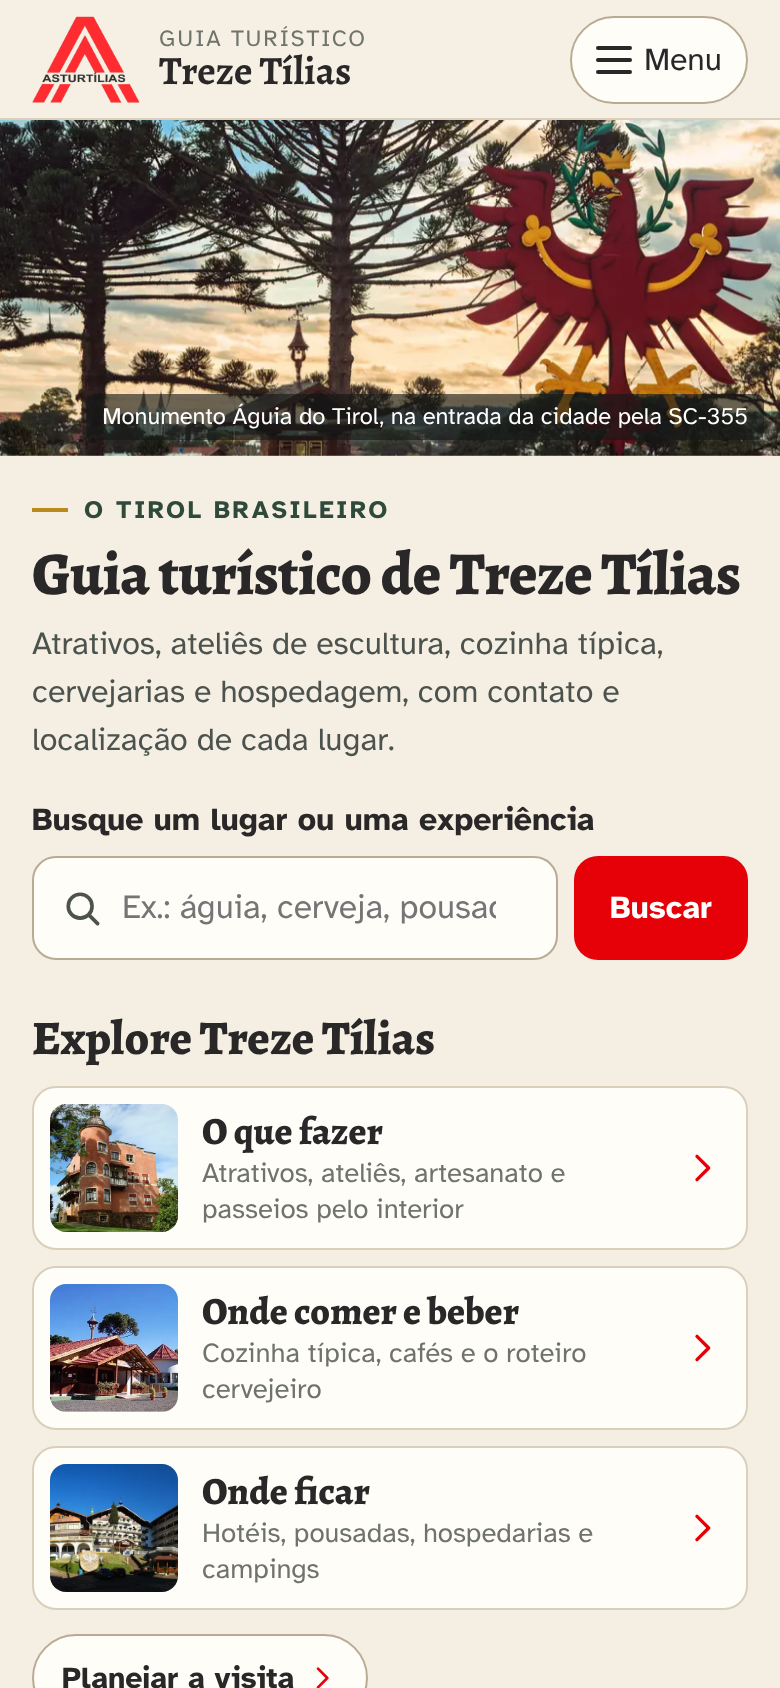 ASTURTÍLIAS
GUIA TURÍSTICO
Treze Tílias
Menu
Monumento Águia do Tirol, na entrada da cidade pela SC-355
O TIROL BRASILEIRO
Guia turístico de Treze Tílias
Atrativos, ateliês de escultura, cozinha típica,
cervejarias e hospedagem, com contato e
localização de cada lugar.
Busque um lugar ou uma experiência
Ex.: águia, cerveja, pousad
Buscar
Explore Treze Tílias
O que fazer
Atrativos, ateliês, artesanato e
passeios pelo interior
Onde comer e beber
Cozinha típica, cafés e o roteiro
cervejeiro
Onde ficar
Hotéis, pousadas, hospedarias e
campings
Planejar a visita